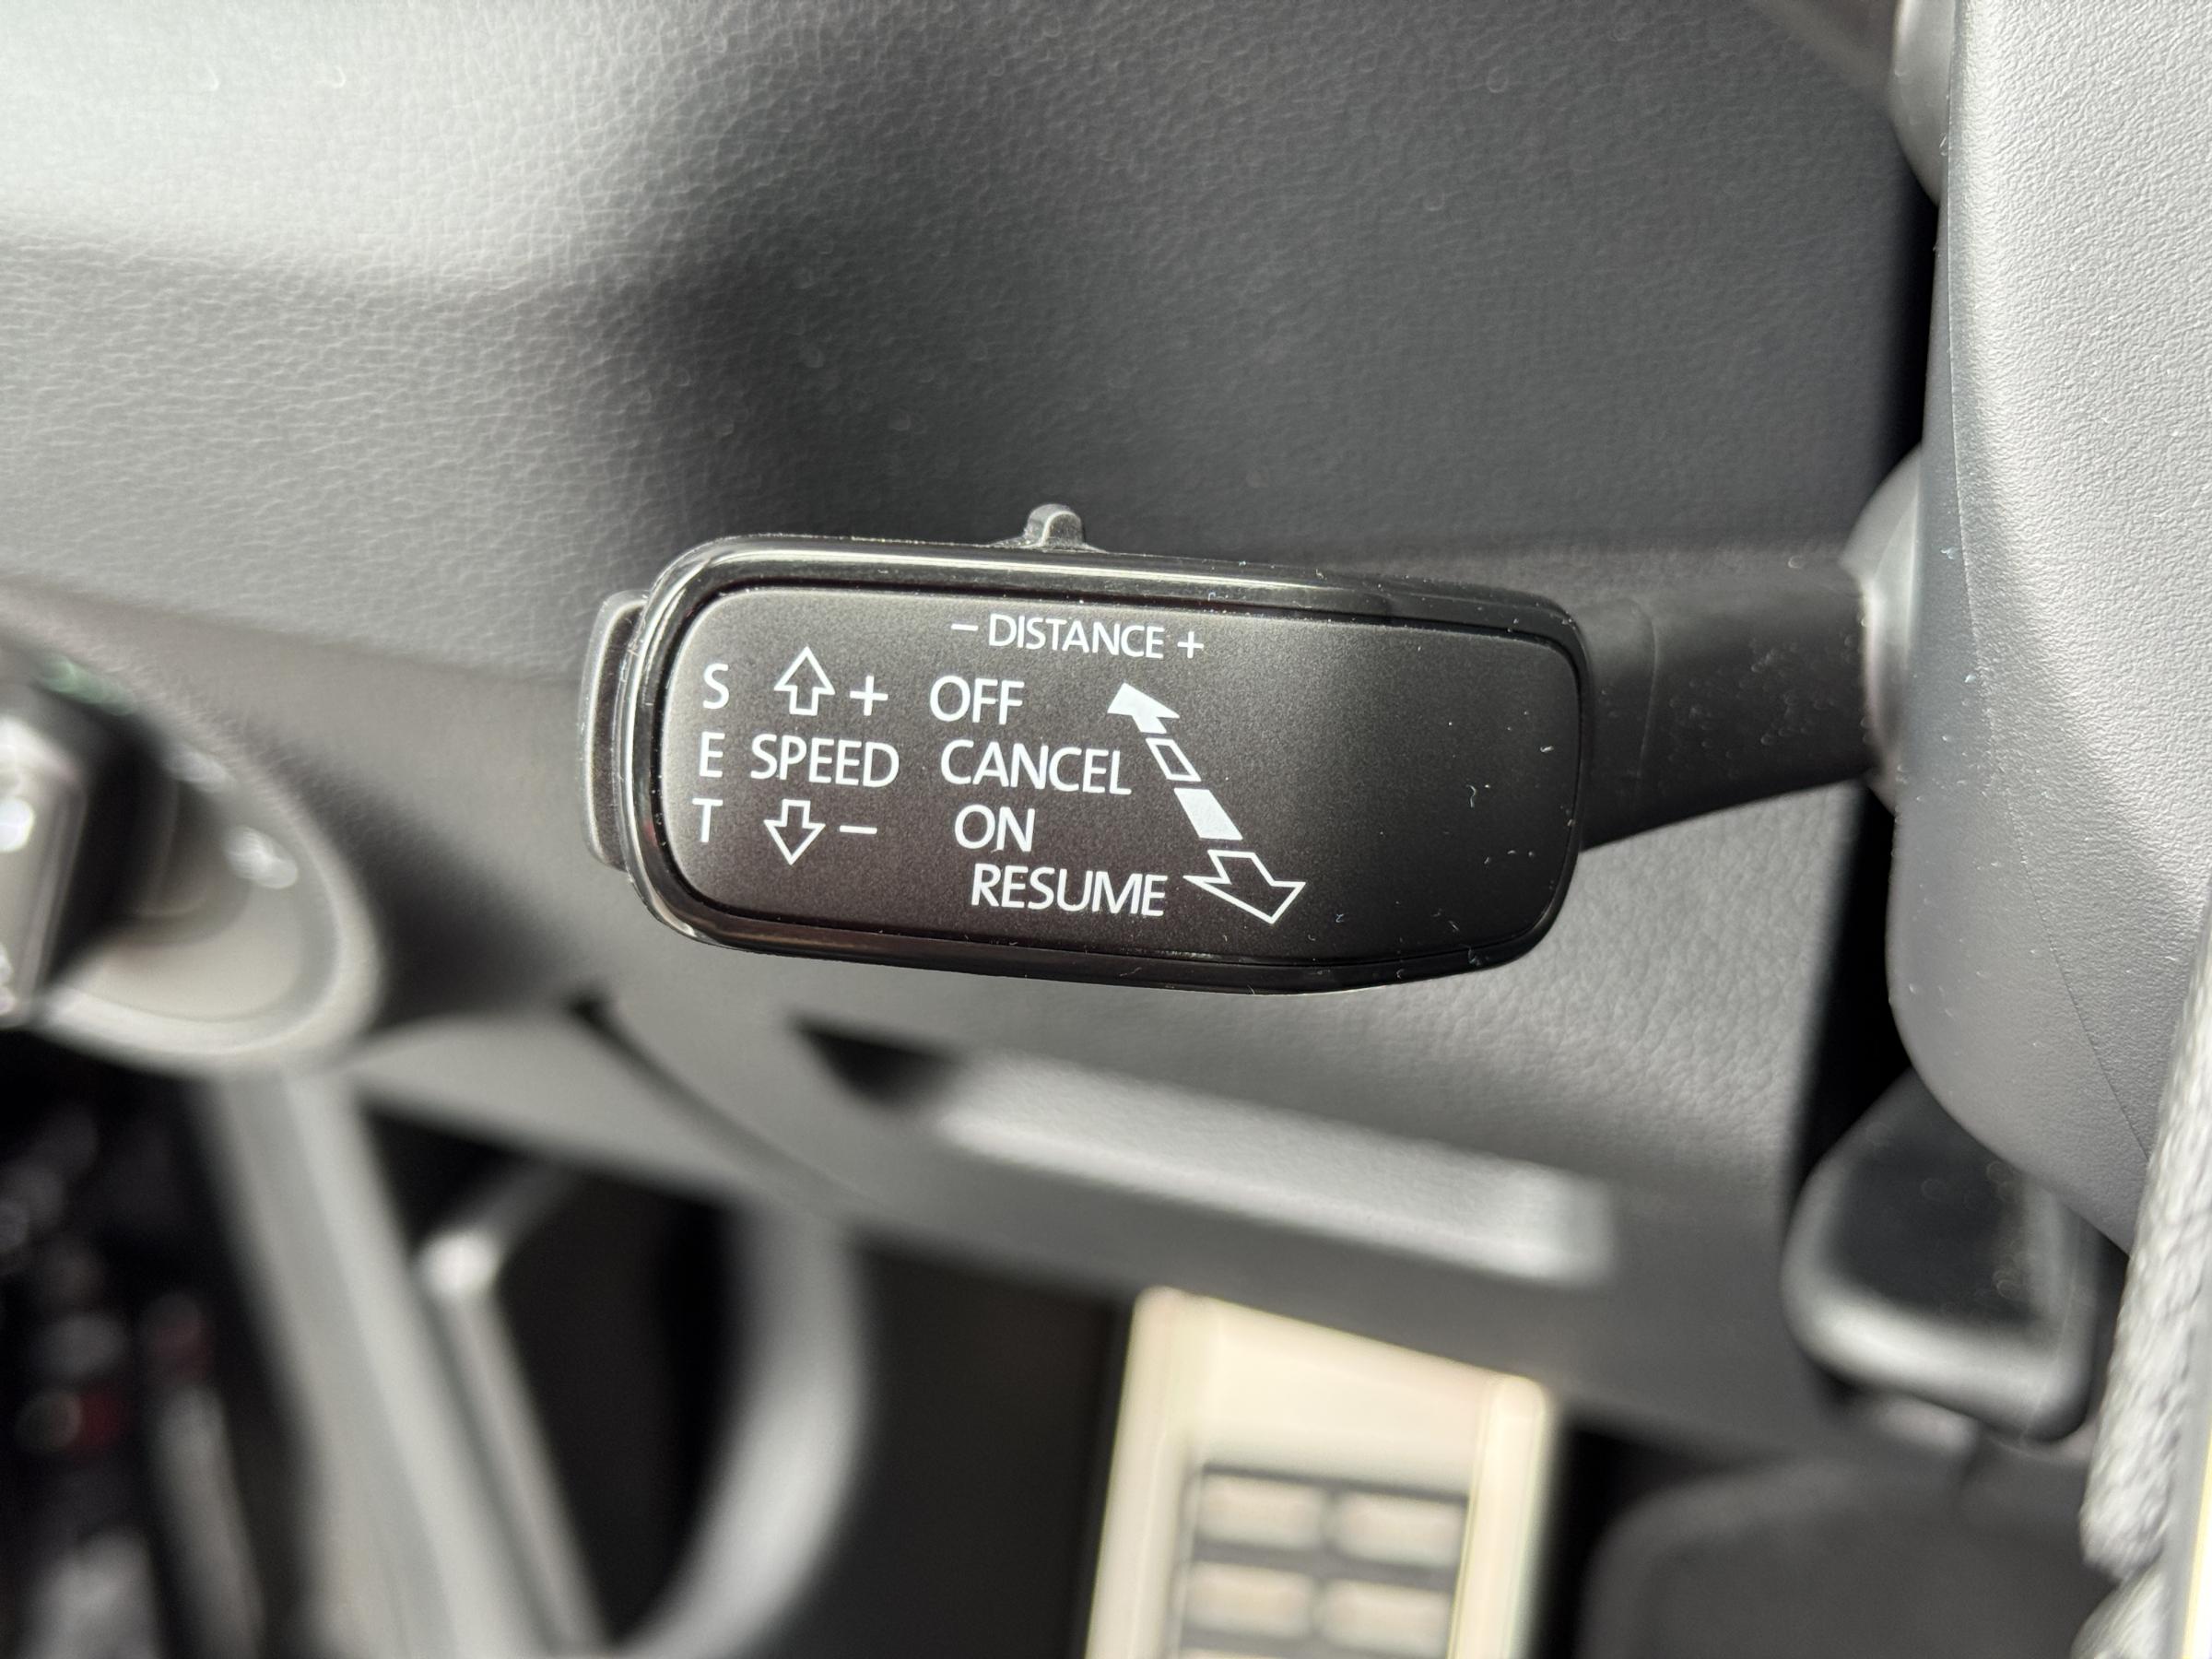 − DISTANCE +
S + OFF
E SPEED CANCEL
T − ON
RESUME